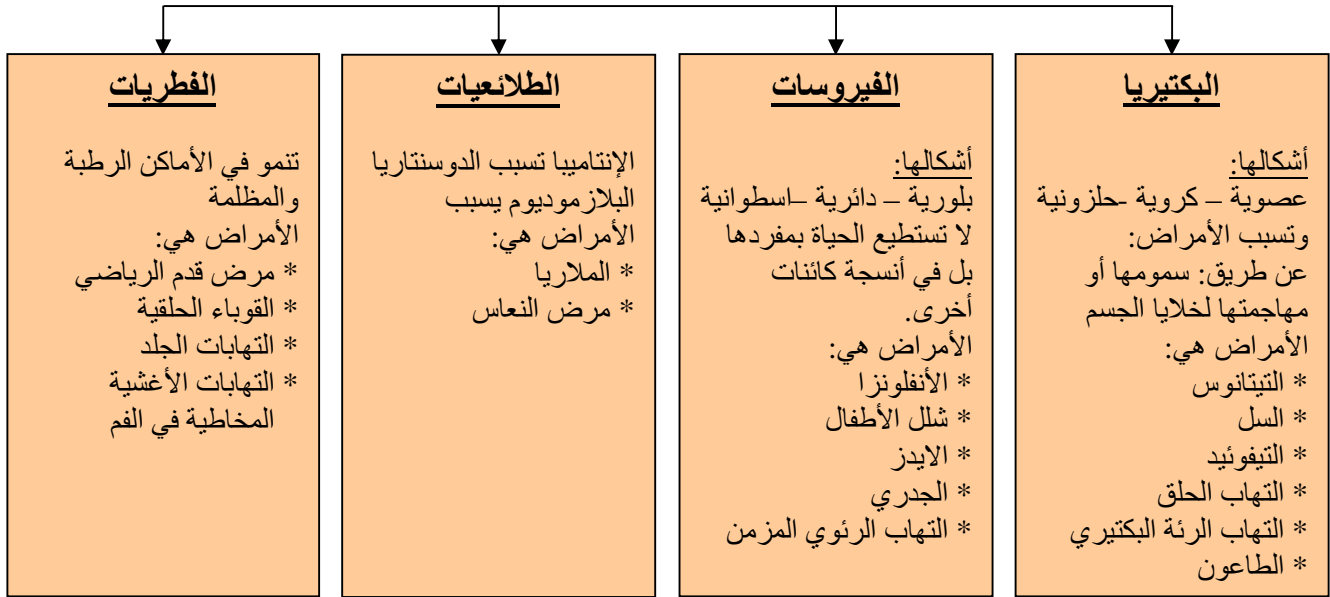 البكتيريا
أشكالها:
عصوية – كروية -حلزونية
وتسبب الأمراض:
عن طريق: سمومها أو
مهاجمتها لخلايا الجسم
الأمراض هي:
* التيتانوس
* السل
* التيفوئيد
* التهاب الحلق
* التهاب الرئة البكتيري
* الطاعون
الفيروسات
أشكالها:
بلورية – دائرية –اسطوانية
لا تستطيع الحياة بمفردها
بل في أنسجة كائنات
أخرى.
الأمراض هي:
* الأنفلونزا
* شلل الأطفال
* الايدز
* الجدري
* التهاب الرئوي المزمن
الطلائعيات
الإنتاميبا تسبب الدوسنتاريا
البلازموديوم يسبب
الأمراض هي:
* الملاريا
* مرض النعاس
الفطريات
تنمو في الأماكن الرطبة
والمظلمة
الأمراض هي:
* مرض قدم الرياضي
* القوباء الحلقية
* التهابات الجلد
* التهابات الأغشية
المخاطية في الفم